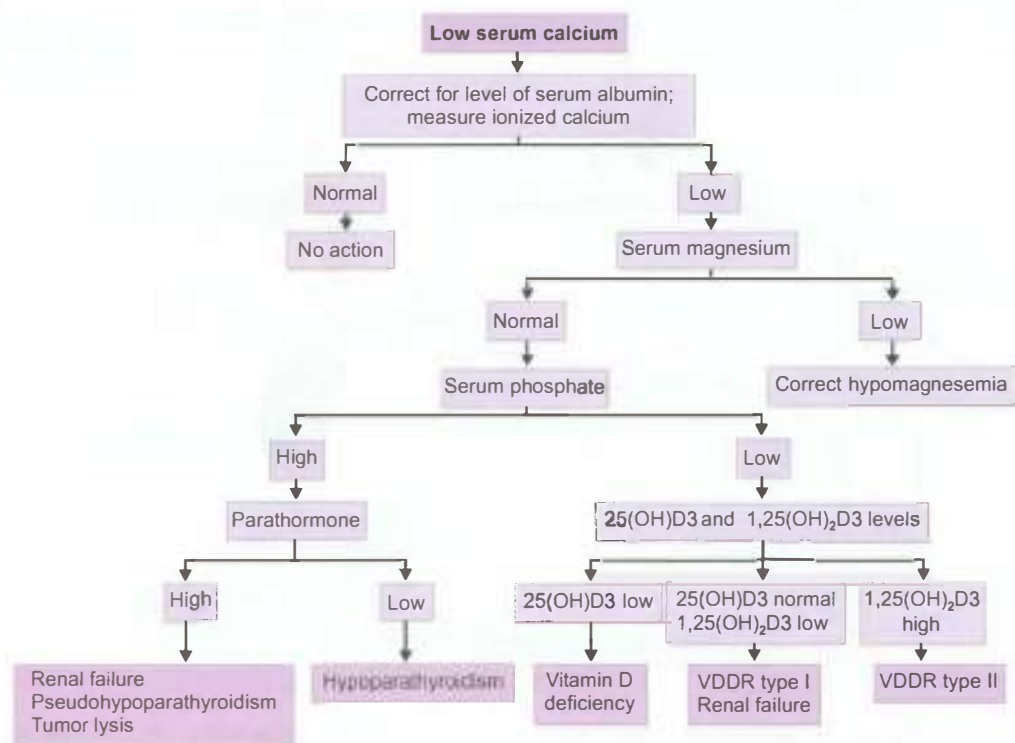 Low serum calcium
Correct for level of serum albumin;
measure ionized calcium
Normal
Low
No action
Serum magnesium
Normal
Low
Serum phosphate
Correct hypomagnesemia
High
Low
Parathormone
25(OH)D3 and 1,25(OH)₂D3 levels
High
Low
25(OH)D3 low
25(OH)D3 normal
1,25(OH)₂D3 low
1,25(OH)₂D3
high
Renal failure
Pseudohypoparathyroidism
Tumor lysis
Hypoparathyroidism
Vitamin D
deficiency
VDDR type I
Renal failure
VDDR type II